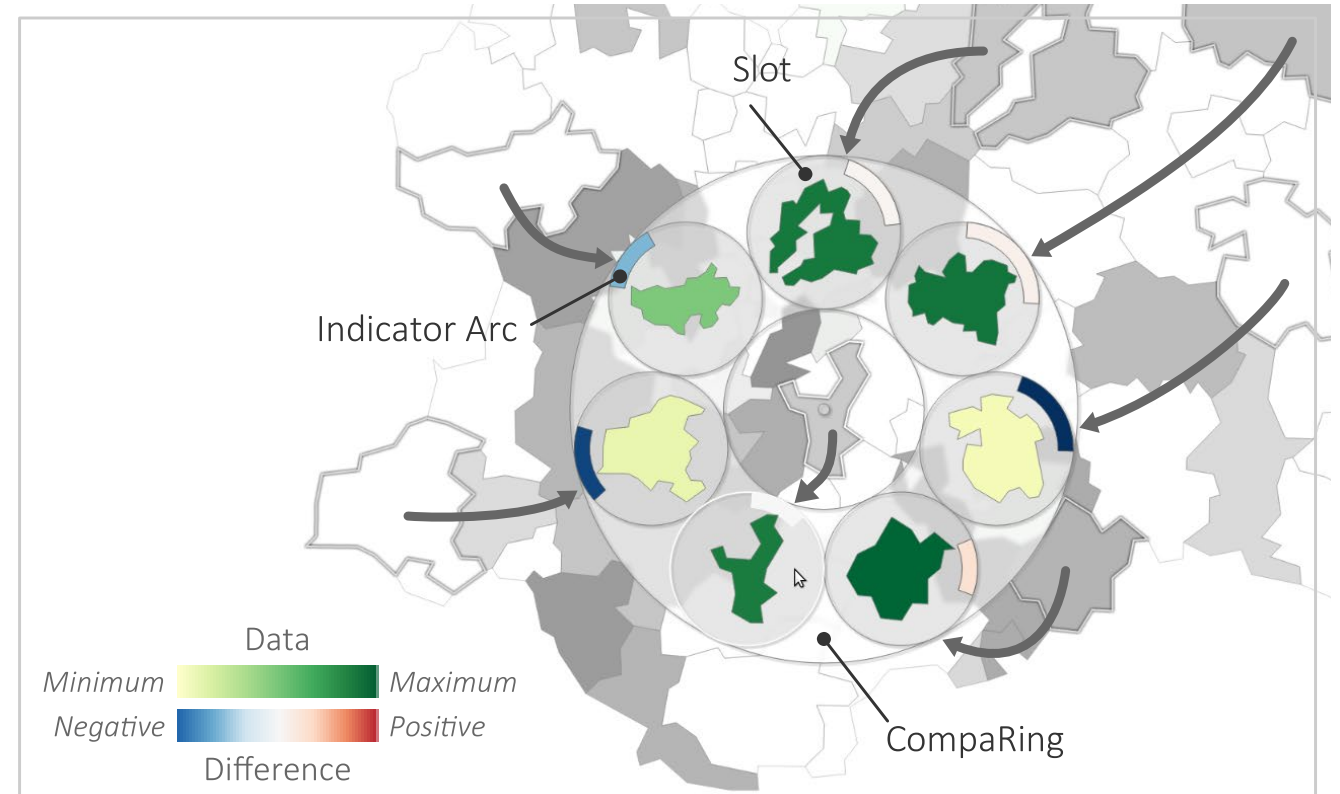 Slot
Indicator Arc
Data
Minimum
Maximum
Negative
Positive
Difference
CompaRing